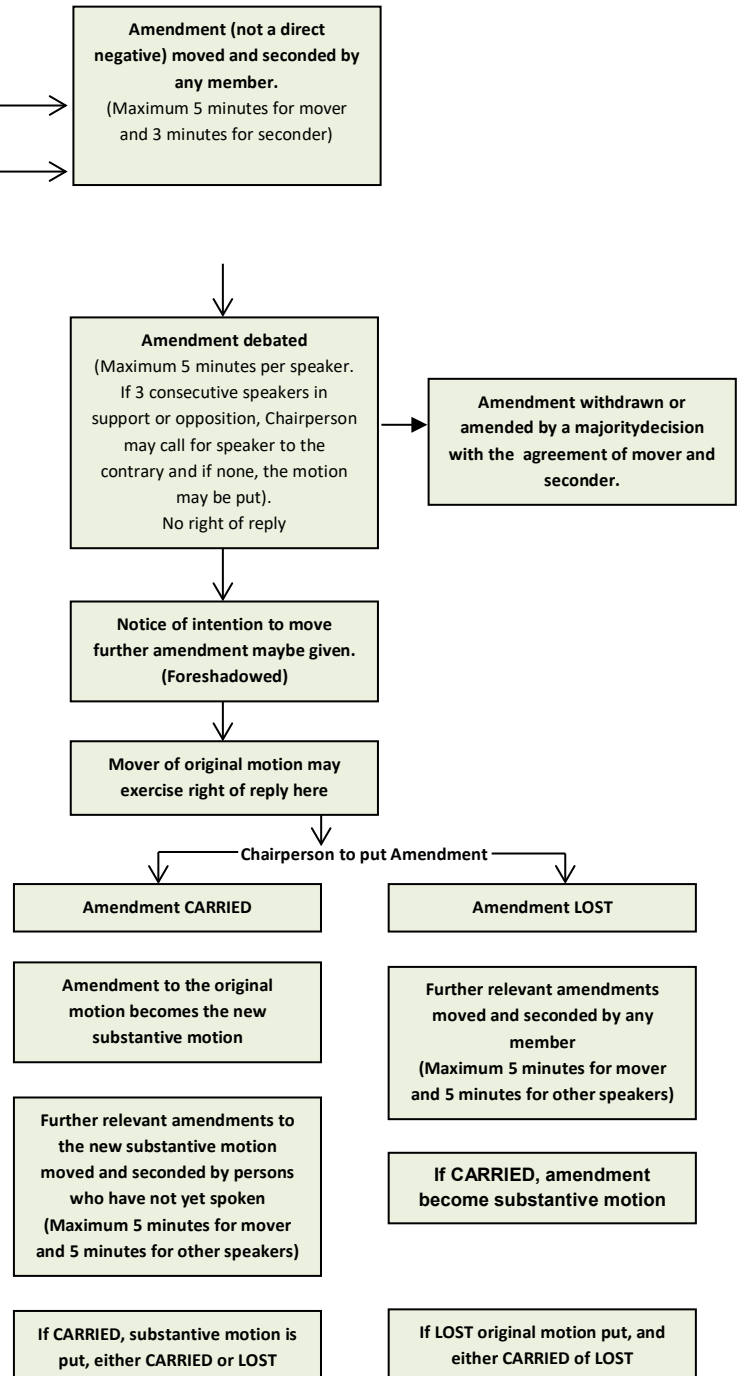 Amendment (not a direct
negative) moved and seconded by
any member.
(Maximum 5 minutes for mover
and 3 minutes for seconder)
Amendment debated
(Maximum 5 minutes per speaker.
If 3 consecutive speakers in
support or opposition, Chairperson
may call for speaker to the
contrary and if none, the motion
may be put).
No right of reply
Amendment withdrawn or
amended by a majoritydecision
with the agreement of mover and
seconder.
Notice of intention to move
further amendment maybe given.
(Foreshadowed)
Mover of original motion may
exercise right of reply here
Chairperson to put Amendment
Amendment CARRIED
Amendment to the original
motion becomes the new
substantive motion
Further relevant amendments to
the new substantive motion
moved and seconded by persons
who have not yet spoken
(Maximum 5 minutes for mover
and 5 minutes for other speakers)
If CARRIED, substantive motion is
put, either CARRIED or LOST
Amendment LOST
Further relevant amendments
moved and seconded by any
member
(Maximum 5 minutes for mover
and 5 minutes for other speakers)
If CARRIED, amendment
become substantive motion
If LOST original motion put, and
either CARRIED of LOST